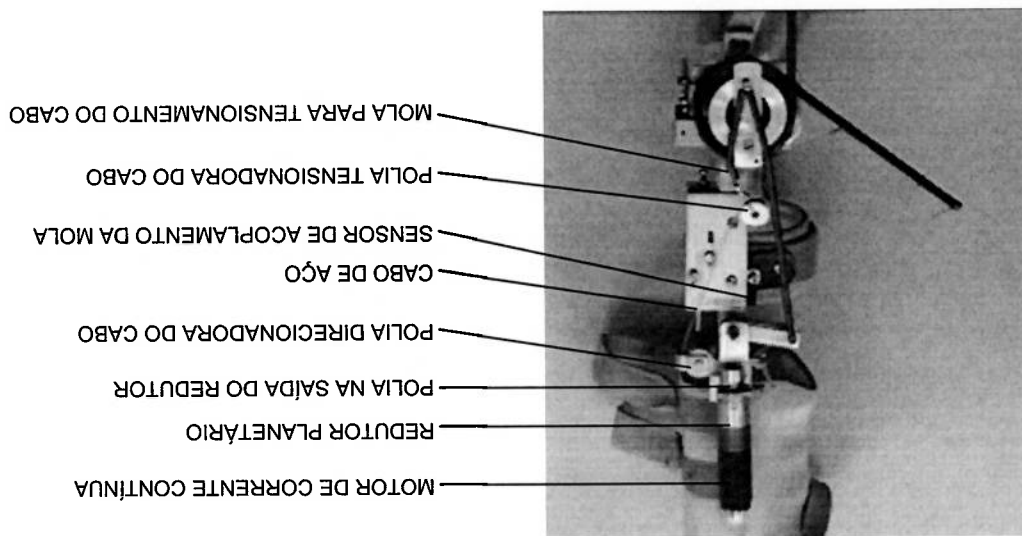 MOTOR DE CORRENTE CONTÍNUA
REDUTOR PLANETÁRIO
POLIA NA SAÍDA DO REDUTOR
POLIA DIRECIONADORA DO CABO
CABO DE AÇO
SENSOR DE ACOPLAMENTO DA MOLA
POLIA TENSIONADORA DO CABO
MOLA PARA TENSIONAMENTO DO CABO